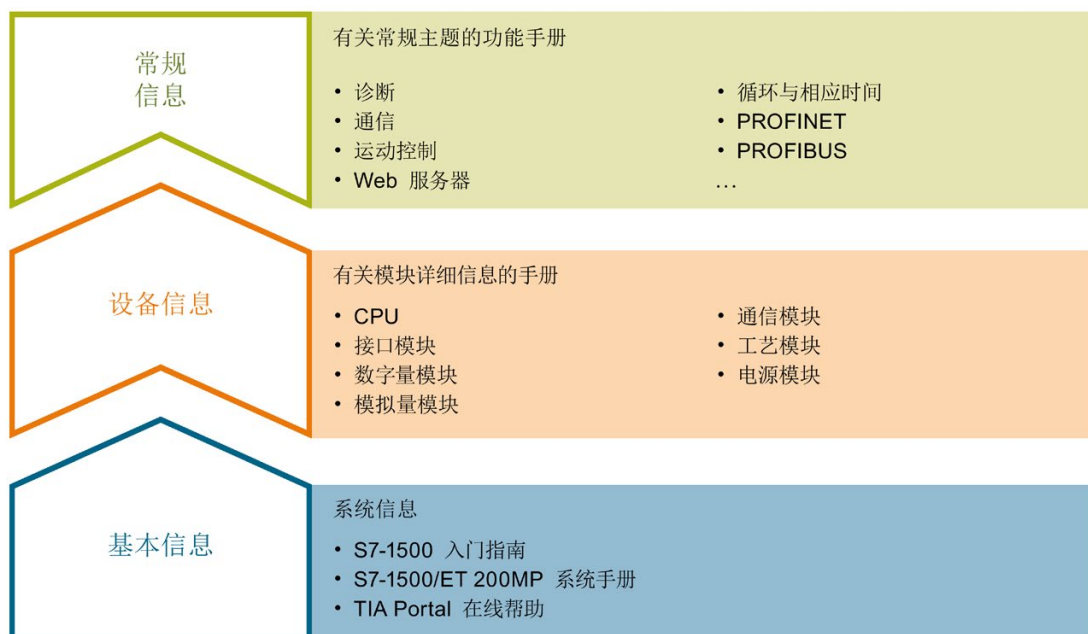 常规
信息
有关常规主题的功能手册
• 诊断
• 通信
• 运动控制
• Web 服务器
• 循环与相应时间
• PROFINET
• PROFIBUS
…
设备信息
有关模块详细信息的手册
• CPU
• 接口模块
• 数字量模块
• 模拟量模块
• 通信模块
• 工艺模块
• 电源模块
基本信息
系统信息
• S7-1500 入门指南
• S7-1500/ET 200MP 系统手册
• TIA Portal 在线帮助